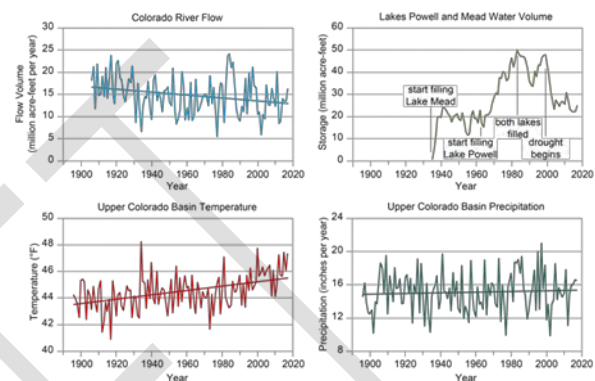 Colorado River Flow
Flow Volume
(million acre-feet per year)
30
25
20
15
10
5
0
1900 1920 1940 1960 1980 2000 2020
Year
Lakes Powell and Mead Water Volume
Storage (million acre-feet)
60
50
40
30
20
10
0
start filling
Lake Mead
start filling
Lake Powell
both lakes
filled
drought
begins
1900 1920 1940 1960 1980 2000 2020
Year
Upper Colorado Basin Temperature
Temperature (°F)
50
48
46
44
42
40
1900 1920 1940 1960 1980 2000 2020
Year
Upper Colorado Basin Precipitation
Precipitation (inches per year)
24
20
16
12
8
1900 1920 1940 1960 1980 2000 2020
Year